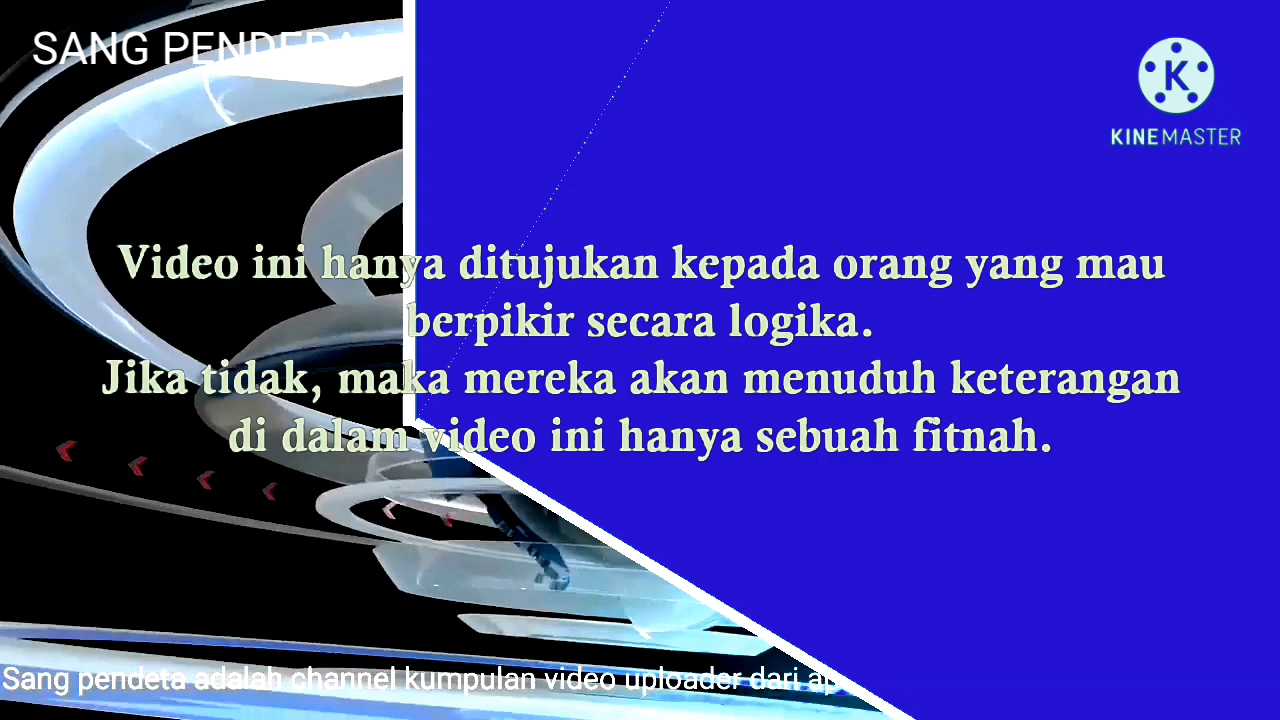 SANG PENDETA
K
KINEMASTER
Video ini hanya ditujukan kepada orang yang mau
berpikir secara logika.
Jika tidak, maka mereka akan menuduh keterangan
di dalam video ini hanya sebuah fitnah.
Sang pendeta adalah channel kumpulan video uploader dari